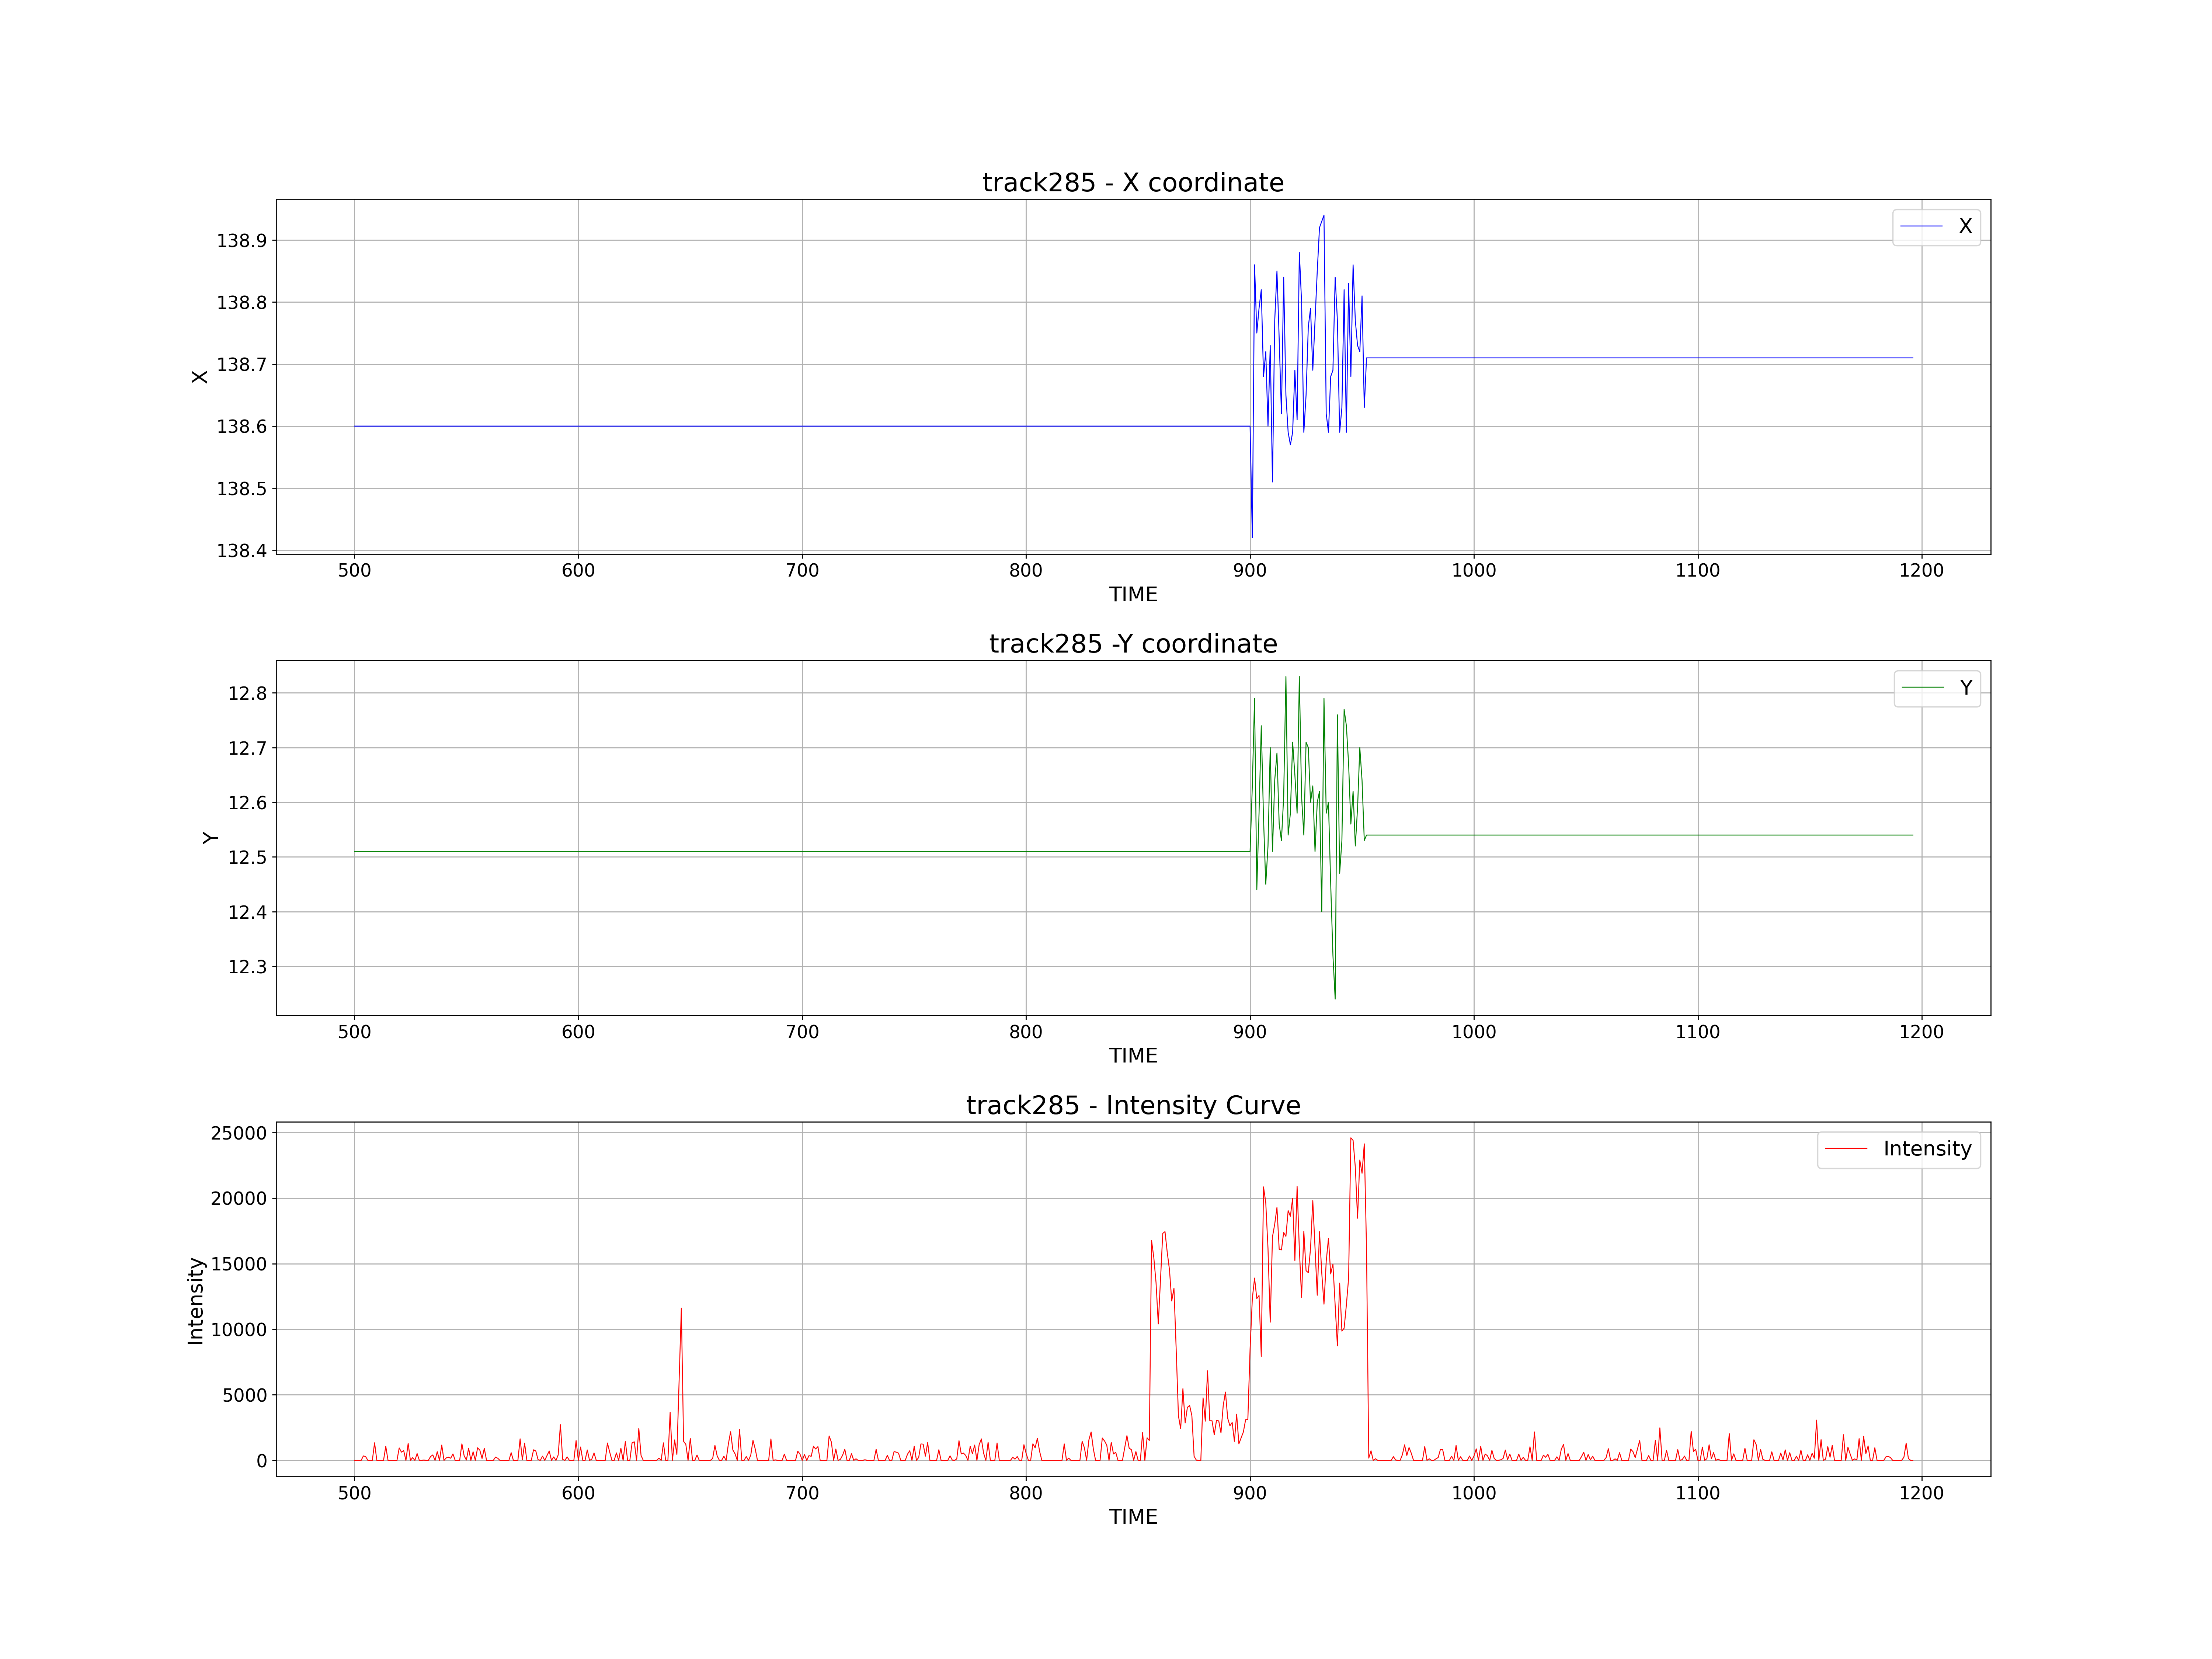 track285 - X coordinate
138.9
138.8
138.7
138.6
138.5
138.4
X
X
500 600 700 800 900 1000 1100 1200
TIME
track285 -Y coordinate
12.8
12.7
12.6
12.5
12.4
12.3
Y
Y
500 600 700 800 900 1000 1100 1200
TIME
track285 - Intensity Curve
25000
20000
15000
10000
5000
0
Intensity
Intensity
500 600 700 800 900 1000 1100 1200
TIME